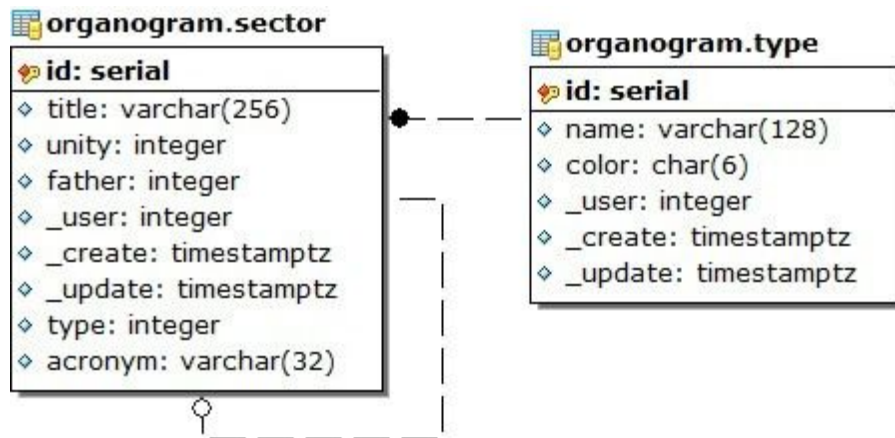 organogram.sector
id: serial
title: varchar(256)
unity: integer
father: integer
_user: integer
_create: timestamptz
_update: timestamptz
type: integer
acronym: varchar(32)
organogram.type
id: serial
name: varchar(128)
color: char(6)
_user: integer
_create: timestamptz
_update: timestamptz